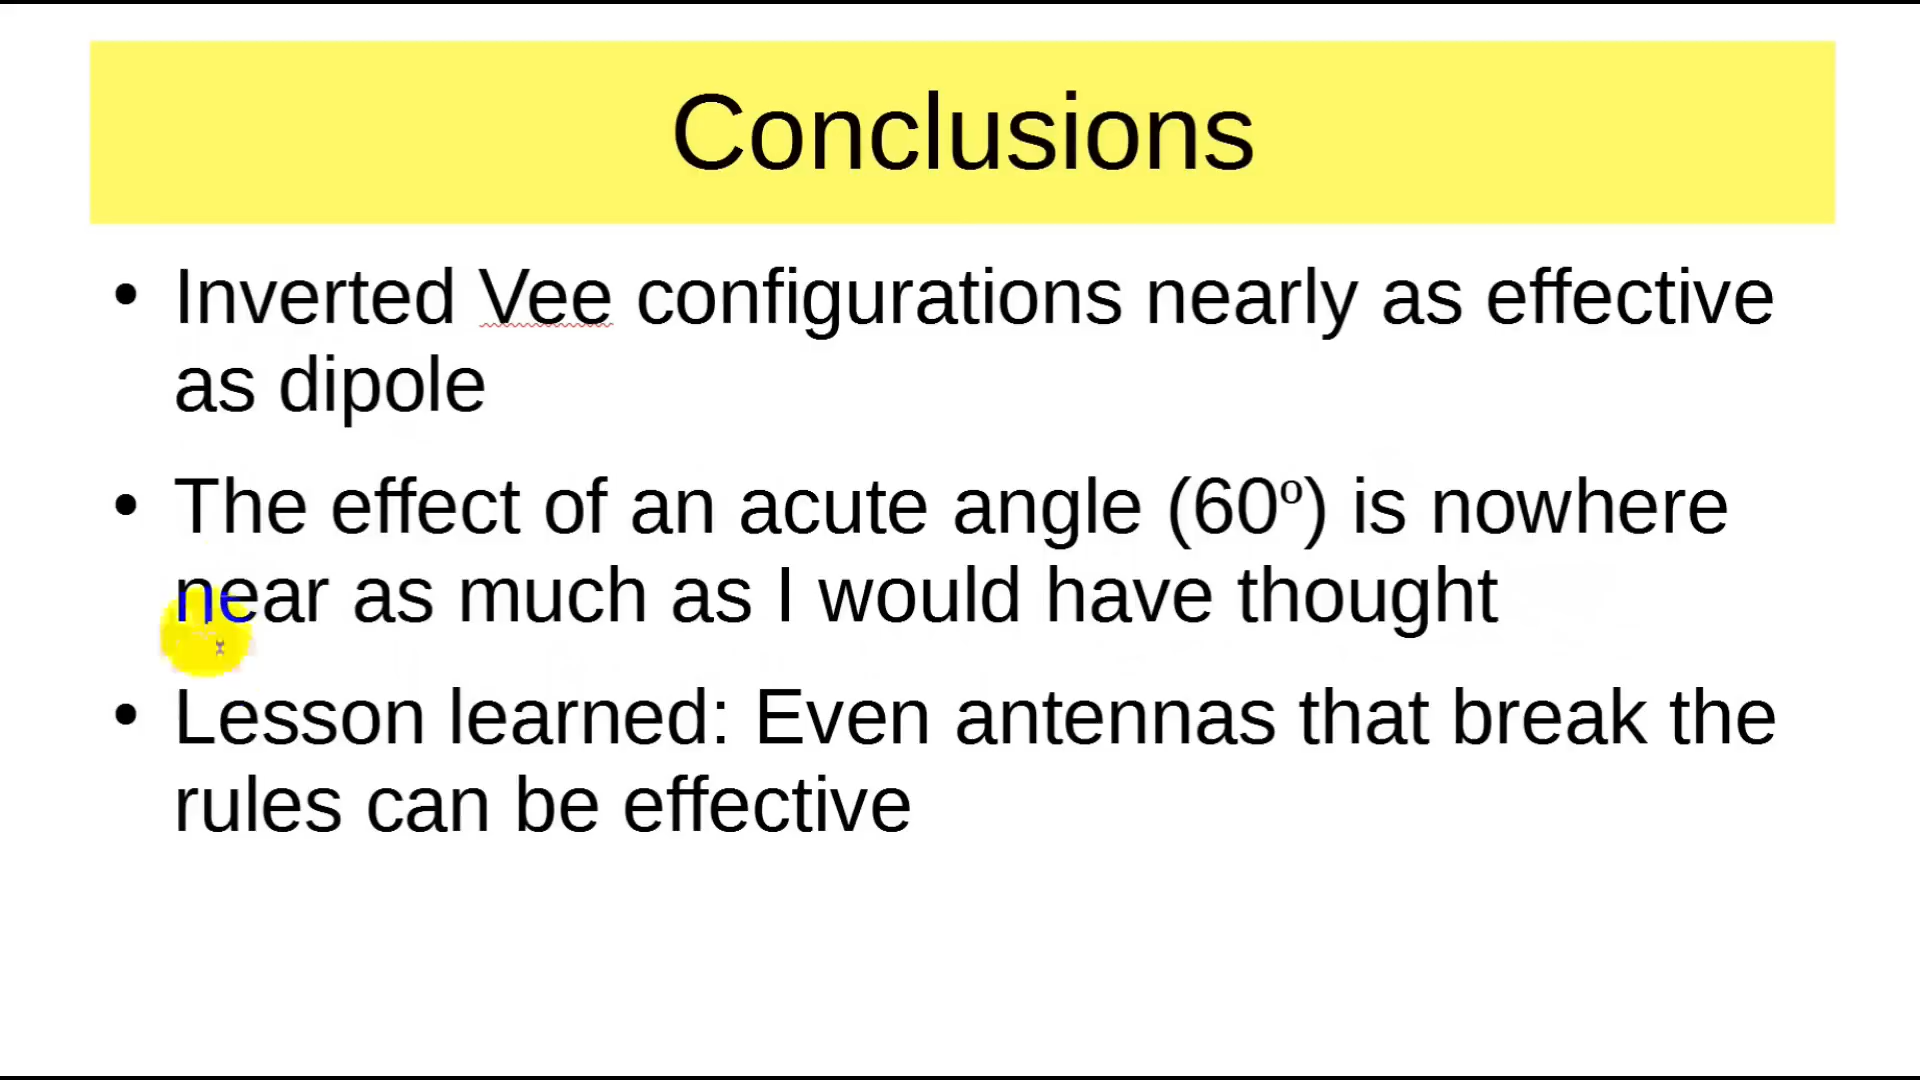 Conclusions
• Inverted Vee configurations nearly as effective
as dipole
• The effect of an acute angle (60º) is nowhere
near as much as I would have thought
• Lesson learned: Even antennas that break the
rules can be effective